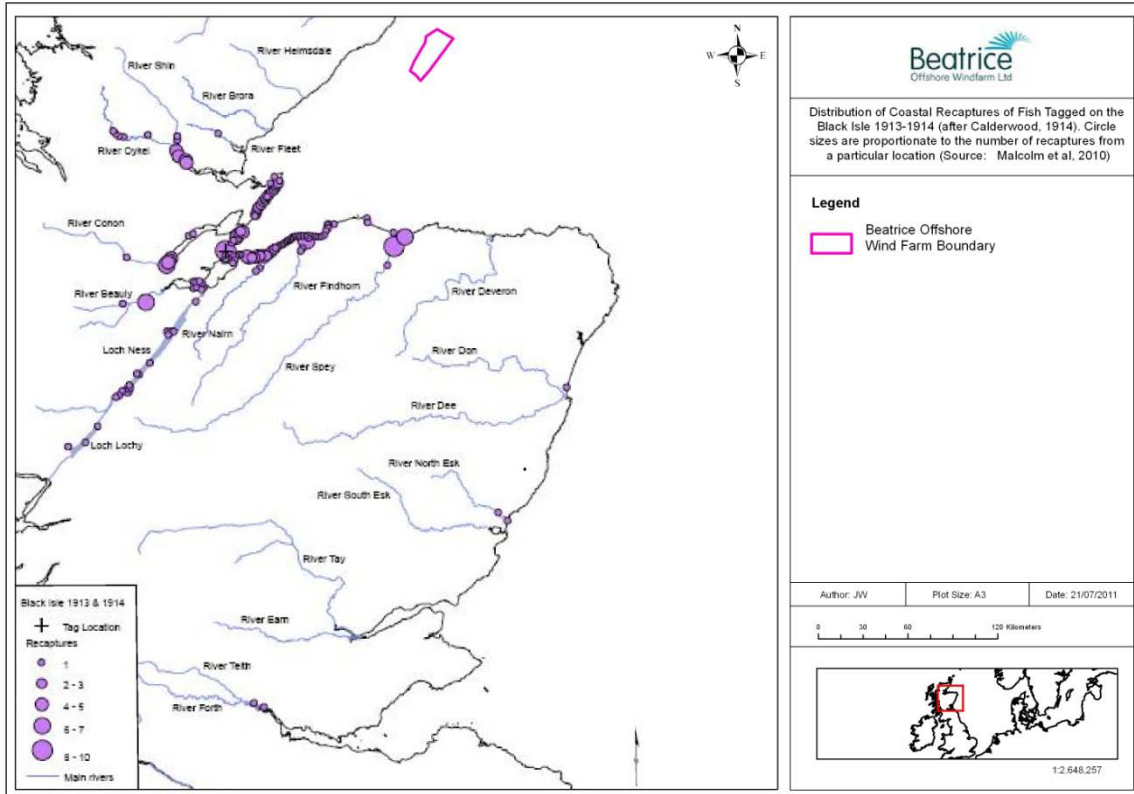 River Helmsdale
River Shin
River Brora
River Oykel
River Fleet
River Conon
River Beauly
River Nairn
River Findhorn
Loch Ness
River Deveron
River Don
River Spey
River Dee
Loch Lochy
River North Esk
River South Esk
River Tay
River Earn
River Teith
River Forth
N
W
E
S
Black Isle 1913 & 1914
Tag Location
Recaptures
1
2 - 3
4 - 5
6 - 7
8 - 10
Main rivers
Beatrice
Offshore Windfarm Ltd
Distribution of Coastal Recaptures of Fish Tagged on the
Black Isle 1913-1914 (after Calderwood, 1914). Circle
sizes are proportionate to the number of recaptures from
a particular location (Source: Malcolm et al, 2010)
Legend
Beatrice Offshore
Wind Farm Boundary
Author: JW
Plot Size: A3
Date: 21/07/2011
0 30 60 120 Kilometers
1:2,648,257